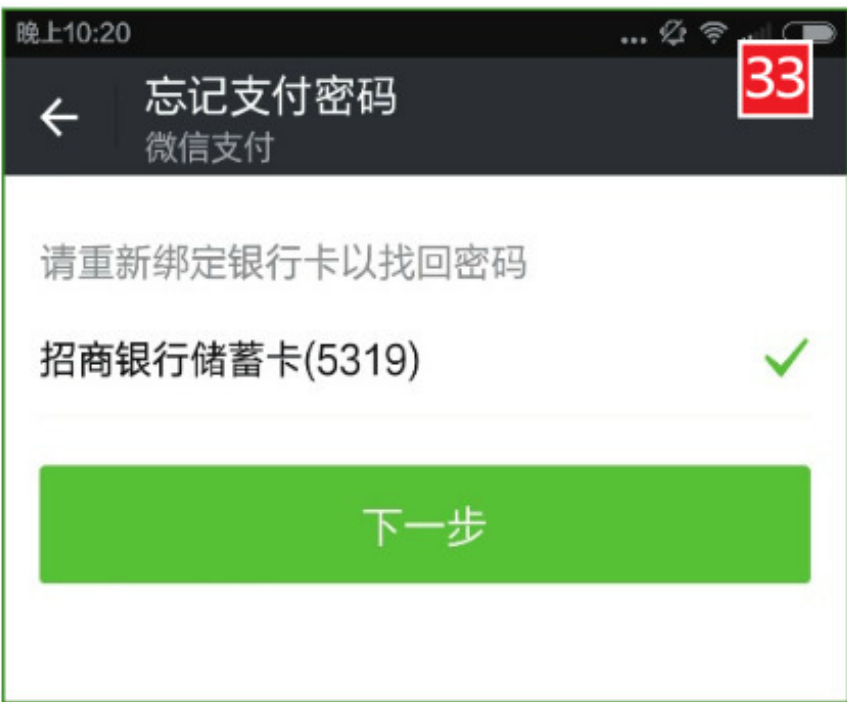 晚上10:20
33
忘记支付密码
微信支付
请重新绑定银行卡以找回密码
招商银行储蓄卡(5319)
下一步